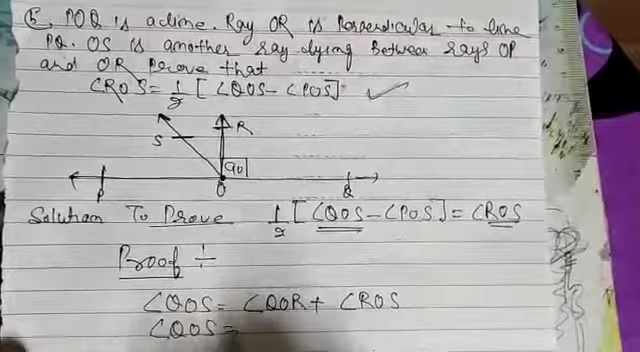 5, POQ is a line. Ray OR is Perpendicular to line
PQ. OS is another ray lying Between rays OP
and OR Prove that
∠ROS = 1/2 [∠QOS - ∠POS]
S R
90
P O Q
Solution To Prove 1/2 [∠QOS - ∠POS] = ∠ROS
Proof ÷
∠QOS = ∠QOR + ∠ROS
∠QOS =